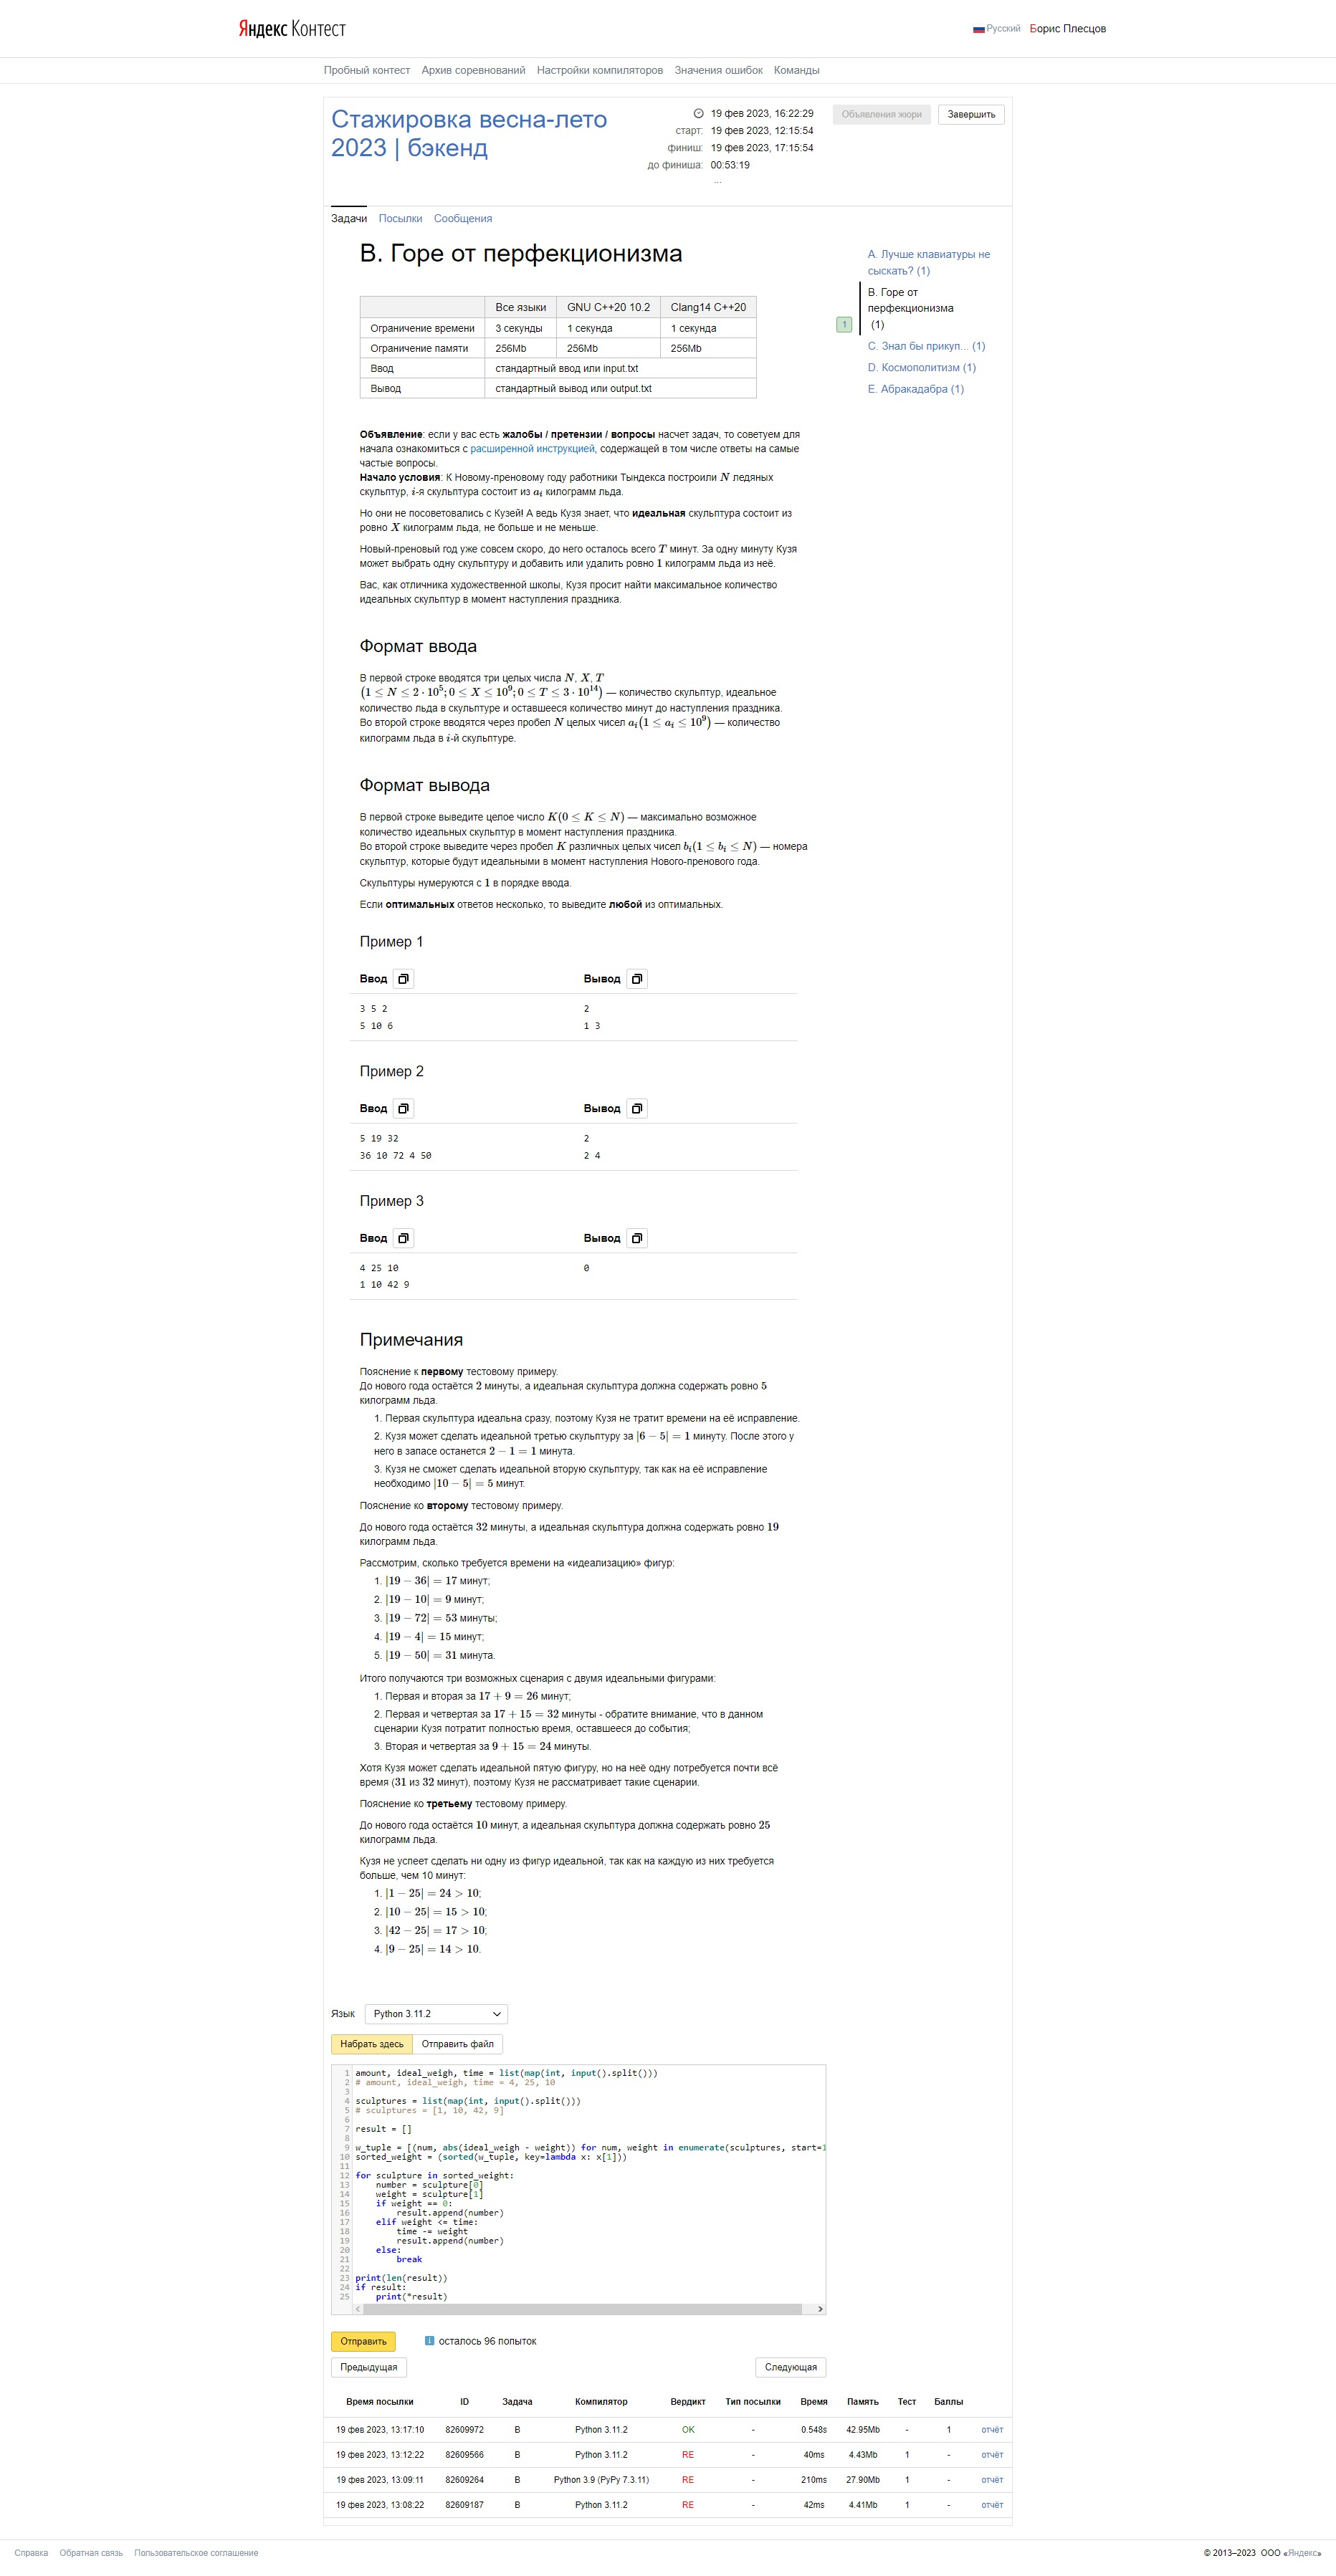 Яндекс Контест
Русский Борис Плесцов
Пробный контест Архив соревнований Настройки компиляторов Значения ошибок Команды
Стажировка весна-лето
2023 | бэкенд
19 фев 2023, 16:22:29
старт: 19 фев 2023, 12:15:54
финиш: 19 фев 2023, 17:15:54
до финиша: 00:53:19
...
Объявления жюри Завершить
Задачи Посылки Сообщения
B. Горе от перфекционизма
Все языки GNU C++20 10.2 Clang14 C++20
Ограничение времени 3 секунды 1 секунда 1 секунда
Ограничение памяти 256Mb 256Mb 256Mb
Ввод стандартный ввод или input.txt
Вывод стандартный вывод или output.txt
A. Лучше клавиатуры не
сыскать? (1)
1
B. Горе от
перфекционизма
(1)
C. Знал бы прикуп... (1)
D. Космополитизм (1)
E. Абракадабра (1)
Объявление: если у вас есть жалобы / претензии / вопросы насчет задач, то советуем для
начала ознакомиться с расширенной инструкцией, содержащей в том числе ответы на самые
частые вопросы.
Начало условия: К Новому-преновому году работники Тындекса построили N ледяных
скульптур, i-я скульптура состоит из aᵢ килограмм льда.
Но они не посоветовались с Кузей! А ведь Кузя знает, что идеальная скульптура состоит из
ровно X килограмм льда, не больше и не меньше.
Новый-преновый год уже совсем скоро, до него осталось всего T минут. За одну минуту Кузя
может выбрать одну скульптуру и добавить или удалить ровно 1 килограмм льда из неё.
Вас, как отличника художественной школы, Кузя просит найти максимальное количество
идеальных скульптур в момент наступления праздника.
Формат ввода
В первой строке вводятся три целых числа N, X, T
(1 ≤ N ≤ 2 · 10⁵; 0 ≤ X ≤ 10⁹; 0 ≤ T ≤ 3 · 10¹⁴) — количество скульптур, идеальное
количество льда в скульптуре и оставшееся количество минут до наступления праздника.
Во второй строке вводятся через пробел N целых чисел aᵢ(1 ≤ aᵢ ≤ 10⁹) — количество
килограмм льда в i-й скульптуре.
Формат вывода
В первой строке выведите целое число K(0 ≤ K ≤ N) — максимально возможное
количество идеальных скульптур в момент наступления праздника.
Во второй строке выведите через пробел K различных целых чисел bᵢ(1 ≤ bᵢ ≤ N) — номера
скульптур, которые будут идеальными в момент наступления Нового-пренового года.
Скульптуры нумеруются с 1 в порядке ввода.
Если оптимальных ответов несколько, то выведите любой из оптимальных.
Пример 1
Ввод Вывод
3 5 2 2
5 10 6 1 3
Пример 2
Ввод Вывод
5 19 32 2
36 10 72 4 50 2 4
Пример 3
Ввод Вывод
4 25 10 0
1 10 42 9
Примечания
Пояснение к первому тестовому примеру.
До нового года остаётся 2 минуты, а идеальная скульптура должна содержать ровно 5
килограмм льда.
1. Первая скульптура идеальна сразу, поэтому Кузя не тратит времени на её исправление.
2. Кузя может сделать идеальной третью скульптуру за |6 − 5| = 1 минуту. После этого у
него в запасе останется 2 − 1 = 1 минута.
3. Кузя не сможет сделать идеальной вторую скульптуру, так как на её исправление
необходимо |10 − 5| = 5 минут.
Пояснение ко второму тестовому примеру.
До нового года остаётся 32 минуты, а идеальная скульптура должна содержать ровно 19
килограмм льда.
Рассмотрим, сколько требуется времени на «идеализацию» фигур:
1. |19 − 36| = 17 минут;
2. |19 − 10| = 9 минут;
3. |19 − 72| = 53 минуты;
4. |19 − 4| = 15 минут;
5. |19 − 50| = 31 минута.
Итого получаются три возможных сценария с двумя идеальными фигурами:
1. Первая и вторая за 17 + 9 = 26 минут;
2. Первая и четвертая за 17 + 15 = 32 минуты - обратите внимание, что в данном
сценарии Кузя потратит полностью время, оставшееся до события;
3. Вторая и четвертая за 9 + 15 = 24 минуты.
Хотя Кузя может сделать идеальной пятую фигуру, но на неё одну потребуется почти всё
время (31 из 32 минут), поэтому Кузя не рассматривает такие сценарии.
Пояснение ко третьему тестовому примеру.
До нового года остаётся 10 минут, а идеальная скульптура должна содержать ровно 25
килограмм льда.
Кузя не успеет сделать ни одну из фигур идеальной, так как на каждую из них требуется
больше, чем 10 минут:
1. |1 − 25| = 24 > 10;
2. |10 − 25| = 15 > 10;
3. |42 − 25| = 17 > 10;
4. |9 − 25| = 14 > 10.
Язык Python 3.11.2
Набрать здесь Отправить файл
1 amount, ideal_weigh, time = list(map(int, input().split()))
2 # amount, ideal_weigh, time = 4, 25, 10
3
4 sculptures = list(map(int, input().split()))
5 # sculptures = [1, 10, 42, 9]
6
7 result = []
8
9 w_tuple = [(num, abs(ideal_weigh - weight)) for num, weight in enumerate(sculptures, start=1
10 sorted_weight = (sorted(w_tuple, key=lambda x: x[1]))
11
12 for sculpture in sorted_weight:
13 number = sculpture[0]
14 weight = sculpture[1]
15 if weight == 0:
16 result.append(number)
17 elif weight <= time:
18 time -= weight
19 result.append(number)
20 else:
21 break
22
23 print(len(result))
24 if result:
25 print(*result)
Отправить осталось 96 попыток
Предыдущая Следующая
Время посылки ID Задача Компилятор Вердикт Тип посылки Время Память Тест Баллы
19 фев 2023, 13:17:10 82609972 B Python 3.11.2 OK - 0.548s 42.95Mb - 1 отчёт
19 фев 2023, 13:12:22 82609566 B Python 3.11.2 RE - 40ms 4.43Mb 1 - отчёт
19 фев 2023, 13:09:11 82609264 B Python 3.9 (PyPy 7.3.11) RE - 210ms 27.90Mb 1 - отчёт
19 фев 2023, 13:08:22 82609187 B Python 3.11.2 RE - 42ms 4.41Mb 1 - отчёт
Справка Обратная связь Пользовательское соглашение © 2013–2023 ООО «Яндекс»